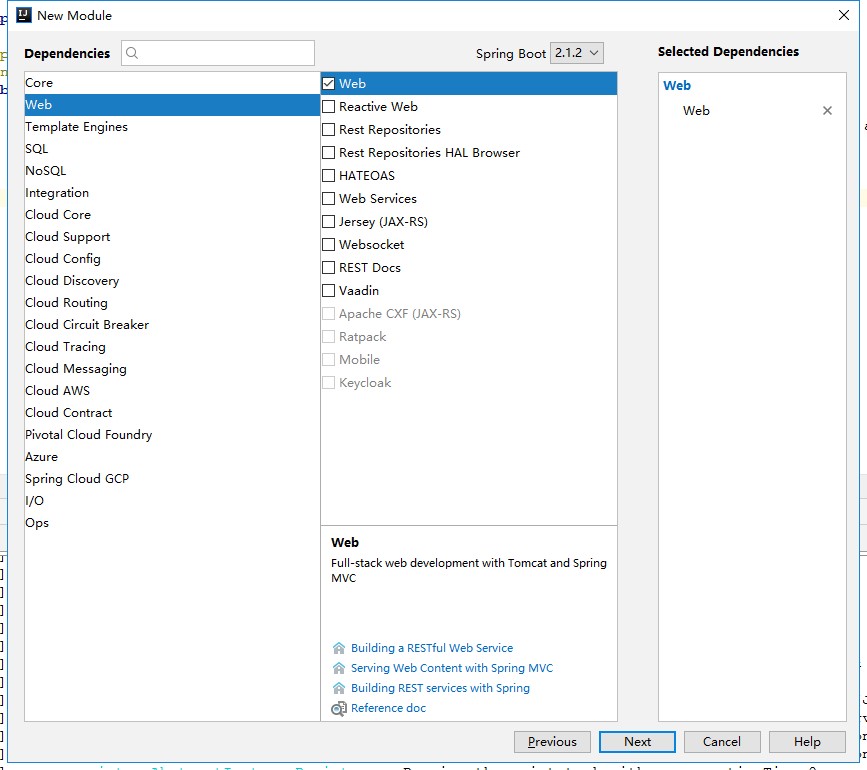 New Module
Dependencies
Spring Boot 2.1.2
Selected Dependencies
Core
Web
Template Engines
SQL
NoSQL
Integration
Cloud Core
Cloud Support
Cloud Config
Cloud Discovery
Cloud Routing
Cloud Circuit Breaker
Cloud Tracing
Cloud Messaging
Cloud AWS
Cloud Contract
Pivotal Cloud Foundry
Azure
Spring Cloud GCP
I/O
Ops
Web
Reactive Web
Rest Repositories
Rest Repositories HAL Browser
HATEOAS
Web Services
Jersey (JAX-RS)
Websocket
REST Docs
Vaadin
Apache CXF (JAX-RS)
Ratpack
Mobile
Keycloak
Web
Full-stack web development with Tomcat and Spring
MVC
Building a RESTful Web Service
Serving Web Content with Spring MVC
Building REST services with Spring
Reference doc
Web
Web
Previous
Next
Cancel
Help